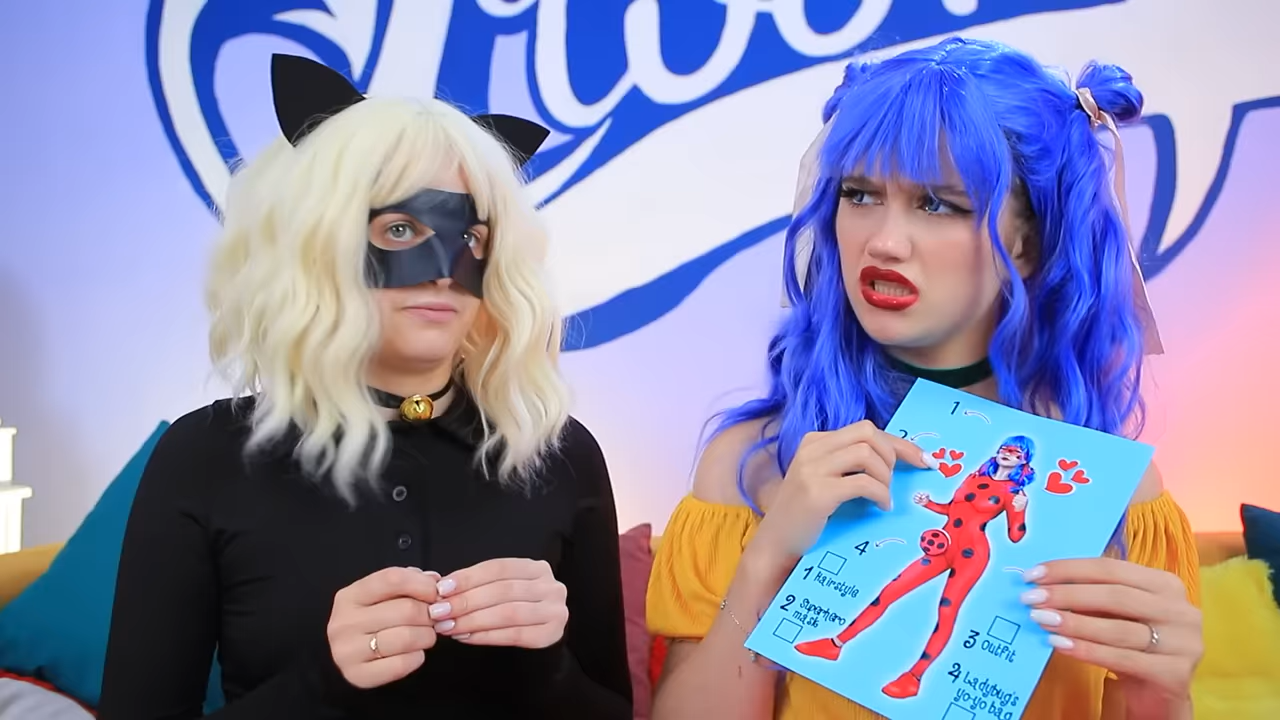 1
2
4
1 Hairstyle
2 Superhero
mask
3 Outfit
4 Ladybug's
yo-yo bag